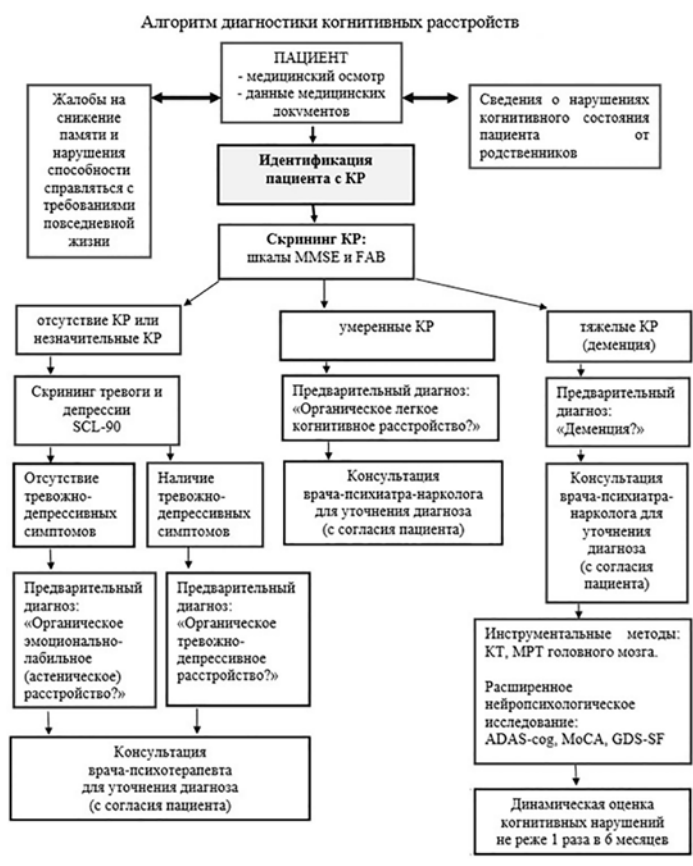 Алгоритм диагностики когнитивных расстройств
ПАЦИЕНТ
- медицинский осмотр
- данные медицинских
документов
Жалобы на
снижение
памяти и
нарушения
способности
справляться с
требованиями
повседневной
жизни
Сведения о нарушениях
когнитивного состояния
пациента от
родственников
Идентификация
пациента с КР
Скрининг КР:
шкалы MMSE и FAB
отсутствие КР или
незначительные КР
умеренные КР
тяжелые КР
(деменция)
Скрининг тревоги и
депрессии
SCL-90
Предварительный диагноз:
«Органическое легкое
когнитивное расстройство?»
Предварительный
диагноз:
«Деменция?»
Отсутствие
тревожно-
депрессивных
симптомов
Наличие
тревожно-
депрессивных
симптомов
Консультация
врача-психиатра-нарколога
для уточнения диагноза
(с согласия пациента)
Консультация
врача-психиатра-
нарколога для
уточнения
диагноза
(с согласия
пациента)
Предварительный
диагноз:
«Органическое
эмоционально-
лабильное
(астеническое)
расстройство?»
Предварительный
диагноз:
«Органическое
тревожно-
депрессивное
расстройство?»
Инструментальные методы:
КТ, МРТ головного мозга.
Расширенное
нейропсихологическое
исследование:
ADAS-cog, MoCA, GDS-SF
Консультация
врача-психотерапевта
для уточнения диагноза
(с согласия пациента)
Динамическая оценка
когнитивных нарушений
не реже 1 раза в 6 месяцев